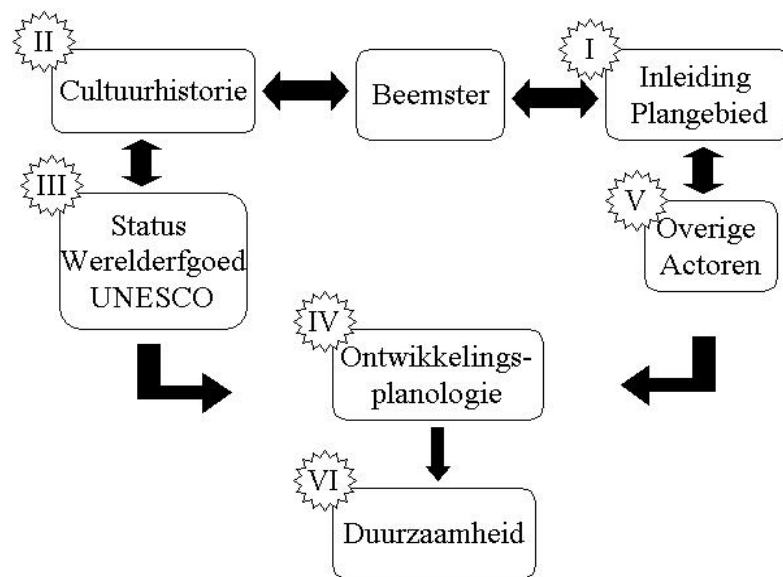 II
Cultuurhistorie
Beemster
I
Inleiding
Plangebied
III
Status
Werelderfgoed
UNESCO
V
Overige
Actoren
IV
Ontwikkelings-
planologie
VI
Duurzaamheid